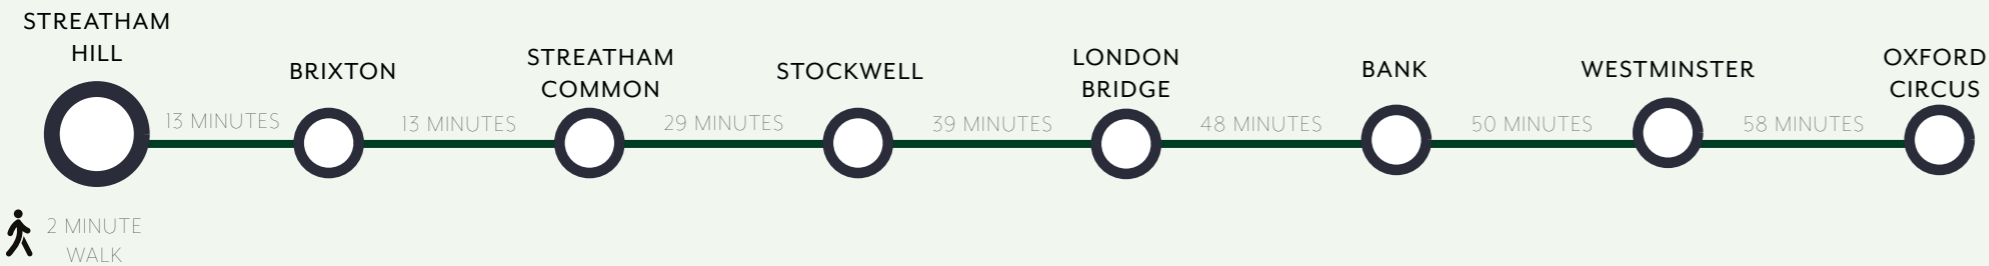 STREATHAM
HILL
13 MINUTES
BRIXTON
13 MINUTES
STREATHAM
COMMON
29 MINUTES
STOCKWELL
39 MINUTES
LONDON
BRIDGE
48 MINUTES
BANK
50 MINUTES
WESTMINSTER
58 MINUTES
OXFORD
CIRCUS
2 MINUTE
WALK